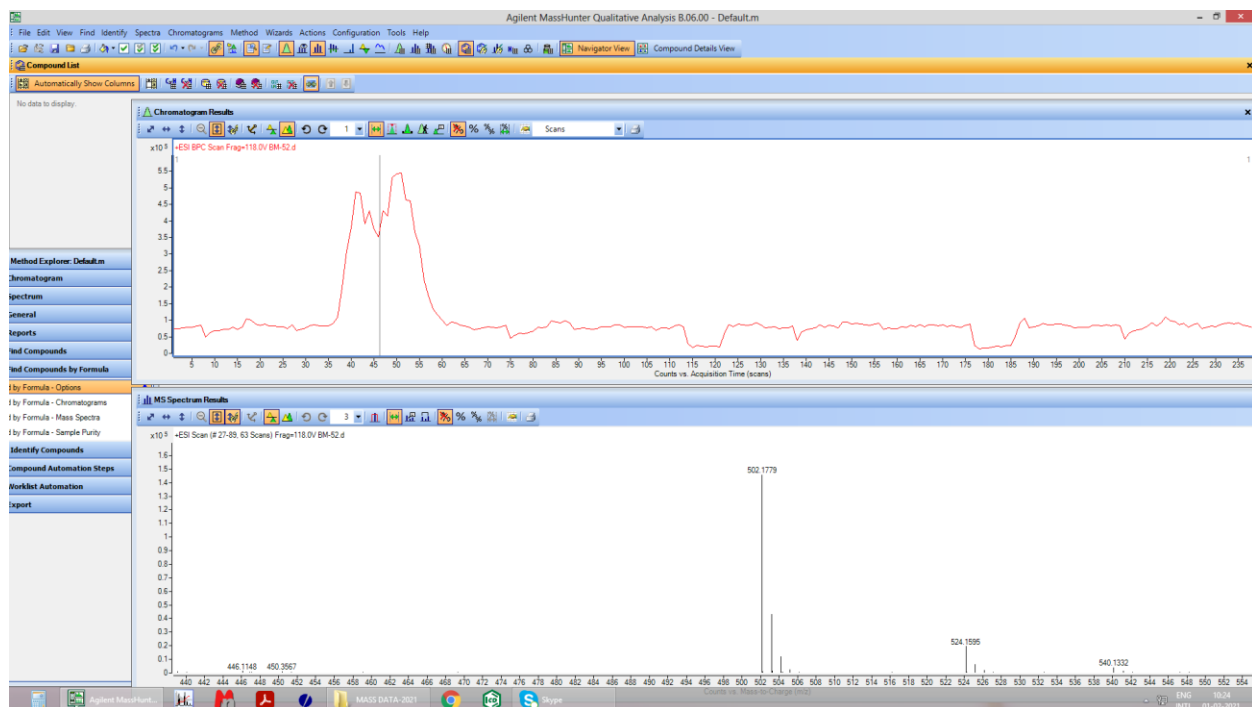 Agilent MassHunter Qualitative Analysis B.06.00 - Default.m
File Edit View Find Identify Spectra Chromatograms Method Wizards Actions Configuration Tools Help
Navigator View Compound Details View
Compound List
Automatically Show Columns
No data to display.
Chromatogram Results
1 Scans
x10 5 +ESI BPC Scan Frag=118.0V BM-52.d
1 1
5.5
5
4.5
4
3.5
3
2.5
2
1.5
1
0.5
0
5 10 15 20 25 30 35 40 45 50 55 60 65 70 75 80 85 90 95 100 105 110 115 120 125 130 135 140 145 150 155 160 165 170 175 180 185 190 195 200 205 210 215 220 225 230 235
Counts vs. Acquisition Time (scans)
Method Explorer: Default.m
Chromatogram
Spectrum
General
Reports
Find Compounds
Find Compounds by Formula
d by Formula - Options
d by Formula - Chromatograms
d by Formula - Mass Spectra
d by Formula - Sample Purity
Identify Compounds
Compound Automation Steps
Worklist Automation
Export
MS Spectrum Results
3
x10 5 +ESI Scan (# 27-89, 63 Scans) Frag=118.0V BM-52.d
1.6
1.5
1.4
1.3
1.2
1.1
1
0.9
0.8
0.7
0.6
0.5
0.4
0.3
0.2
0.1
0
502.1779
524.1595
540.1332
446.1148 450.3567
440 442 444 446 448 450 452 454 456 458 460 462 464 466 468 470 472 474 476 478 480 482 484 486 488 490 492 494 496 498 500 502 504 506 508 510 512 514 516 518 520 522 524 526 528 530 532 534 536 538 540 542 544 546 548 550 552 554
Counts vs. Mass-to-Charge (m/z)
Agilent MassHunt... MASS DATA-2021 Skype
ENG 10:24
INTL 01-02-2021